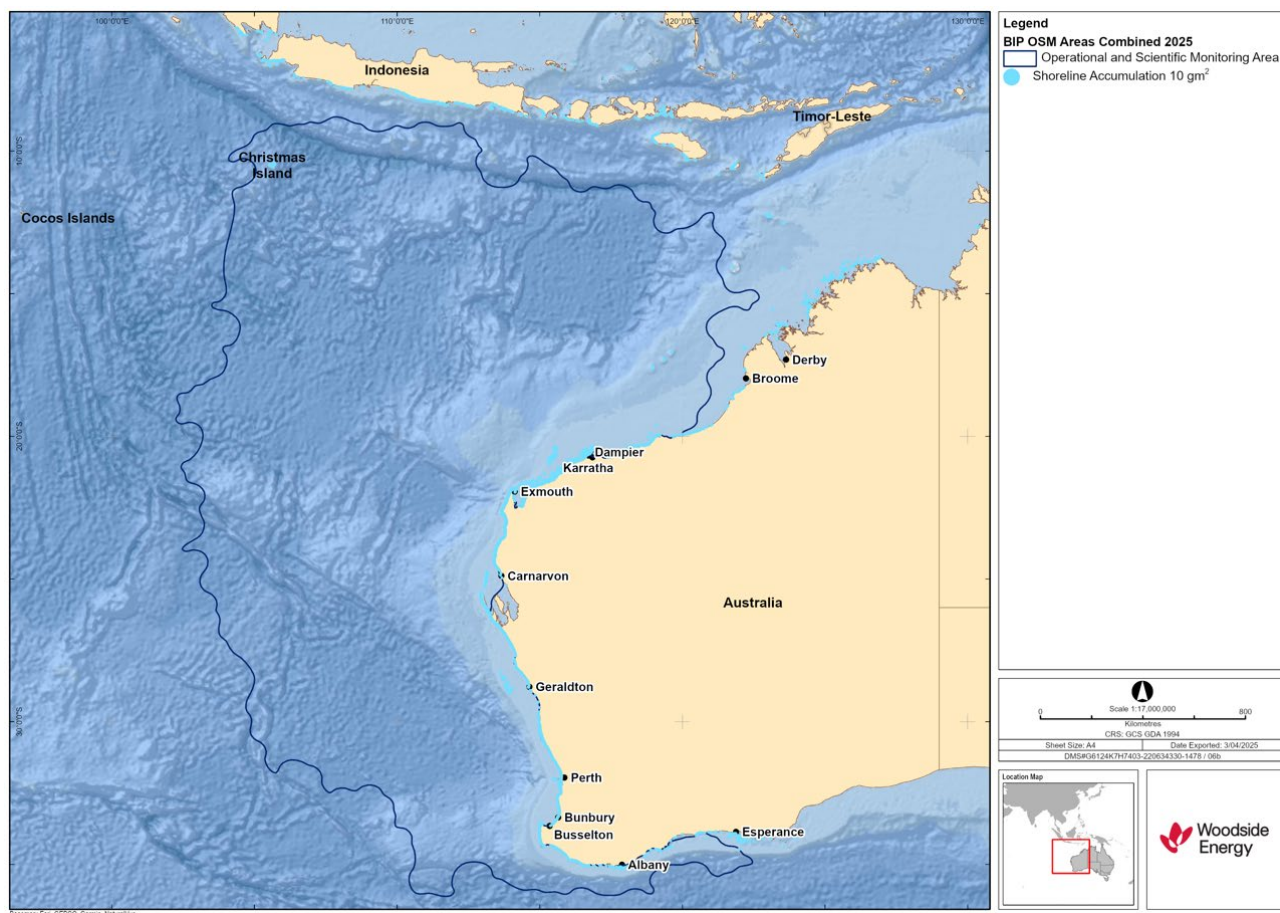 100°0'0"E
110°0'0"E
120°0'0"E
130°0'0"E
10°0'0"S
20°0'0"S
30°0'0"S
Indonesia
Timor-Leste
Christmas
Island
Cocos Islands
Derby
Broome
Dampier
Karratha
Exmouth
Carnarvon
Australia
Geraldton
Perth
Bunbury
Busselton
Esperance
Albany
Legend
BIP OSM Areas Combined 2025
Operational and Scientific Monitoring Area
Shoreline Accumulation 10 gm²
Scale 1:17,000,000
0 800
Kilometres
CRS: GCS GDA 1994
Sheet Size: A4 Date Exported: 3/04/2025
DMS#G6124K7H7403-220634330-1478 / 06b
Location Map
Woodside
Energy